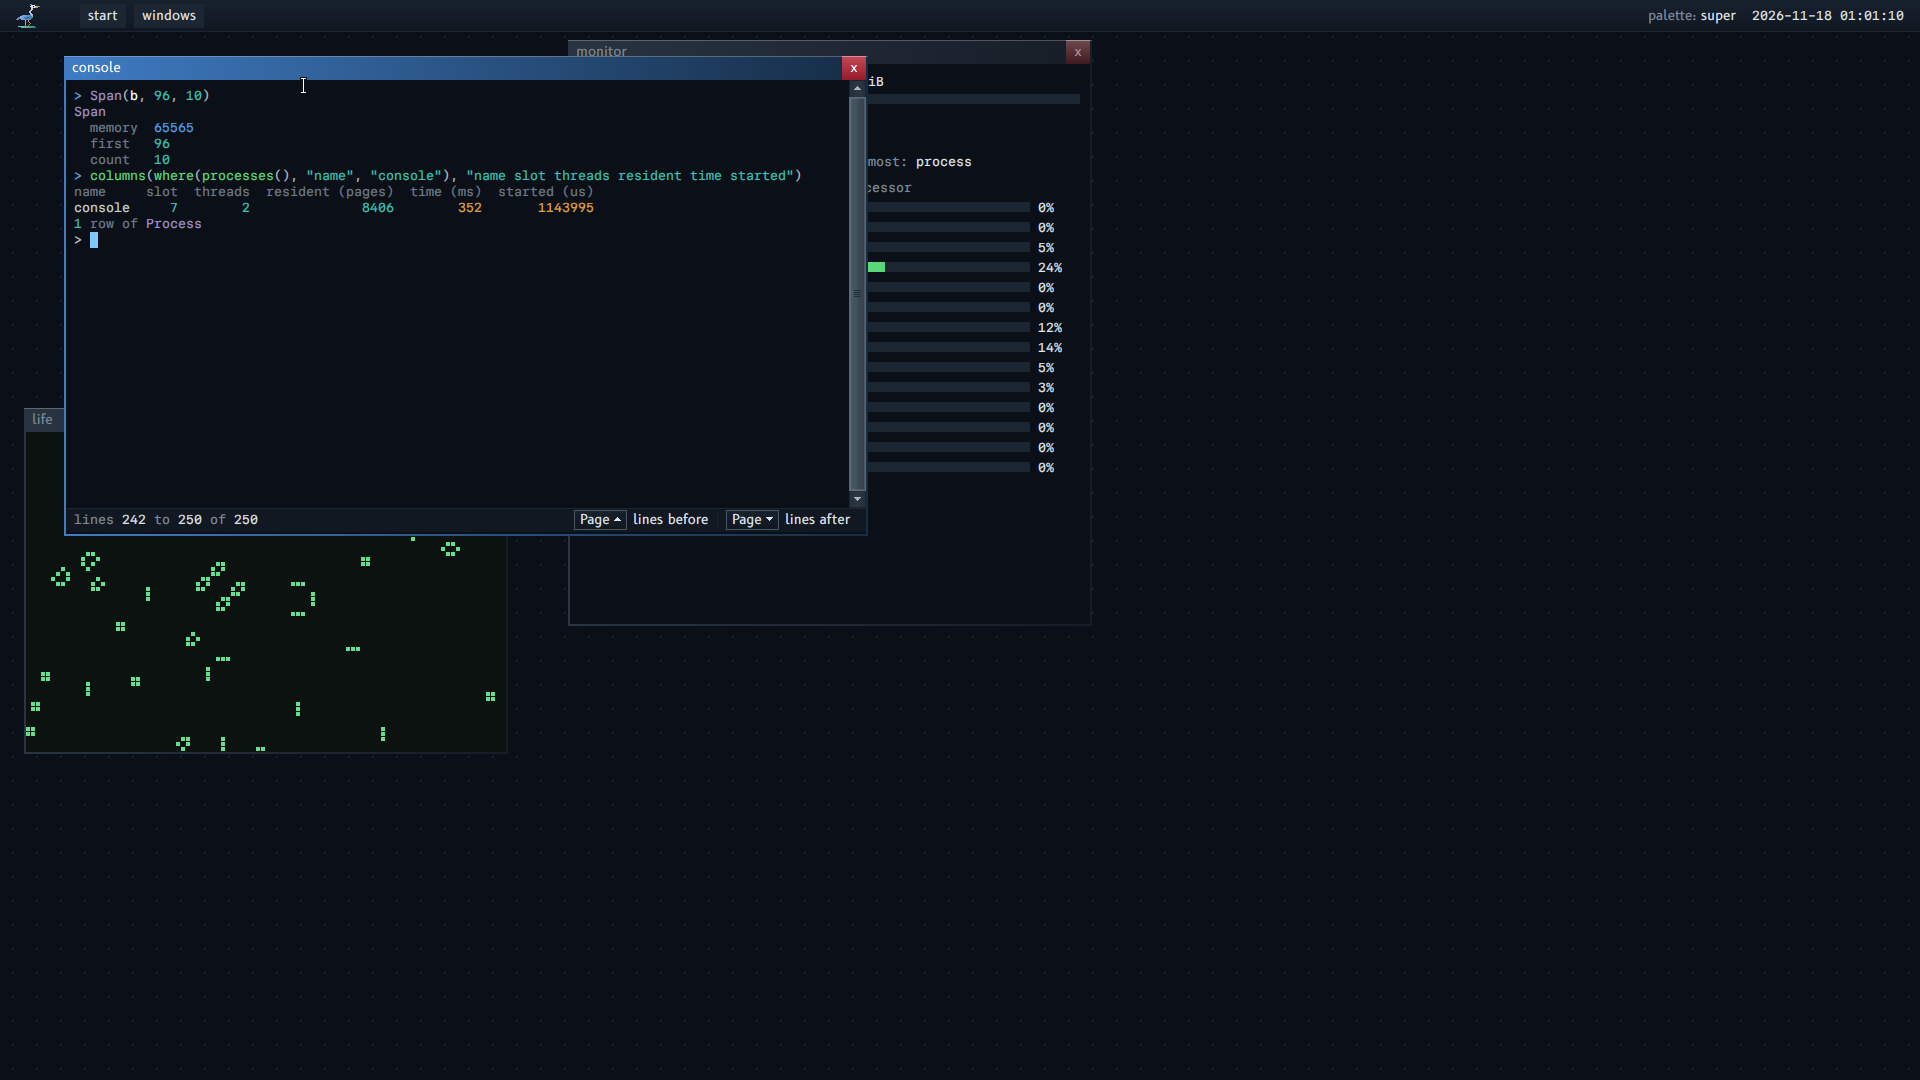 start windows palette: super 2026-11-18 01:01:10
monitor x
console x
iB
> Span(b, 96, 10)
Span
memory 65565
first 96
count 10
> columns(where(processes(), "name", "console"), "name slot threads resident time started")
name slot threads resident (pages) time (ms) started (us)
console 7 2 8406 352 1143995
1 row of Process
>
most: process
cessor
0%
0%
5%
24%
0%
0%
12%
14%
5%
3%
0%
0%
0%
0%
life
lines 242 to 250 of 250 Page lines before Page lines after